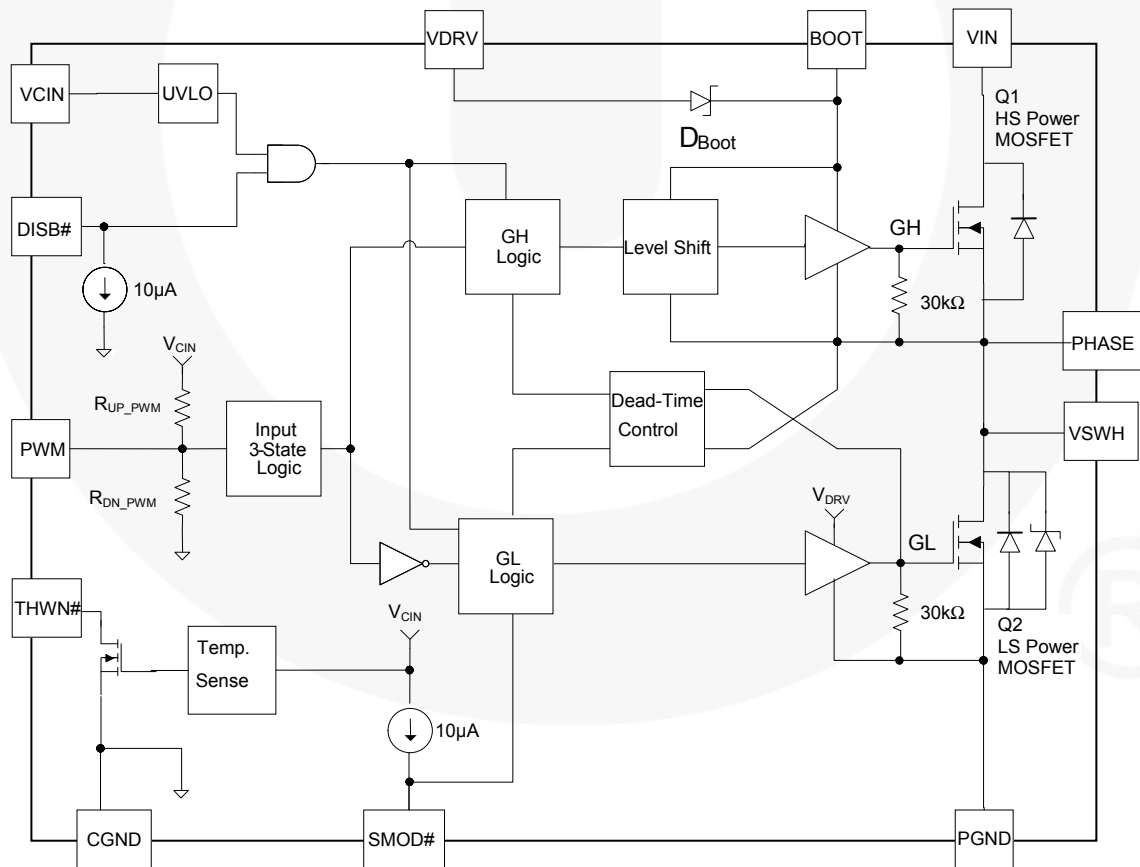 VDRV
BOOT
VIN
VCIN
UVLO
Q1
HS Power
MOSFET
DBoot
DISB#
GH
Logic
Level Shift
GH
10µA
30kΩ
VCIN
PHASE
RUP_PWM
Dead-Time
Control
PWM
Input
3-State
Logic
VSWH
RDN_PWM
VDRV
GL
Logic
GL
THWN#
VCIN
30kΩ
Q2
LS Power
MOSFET
Temp.
Sense
10µA
CGND
SMOD#
PGND
R